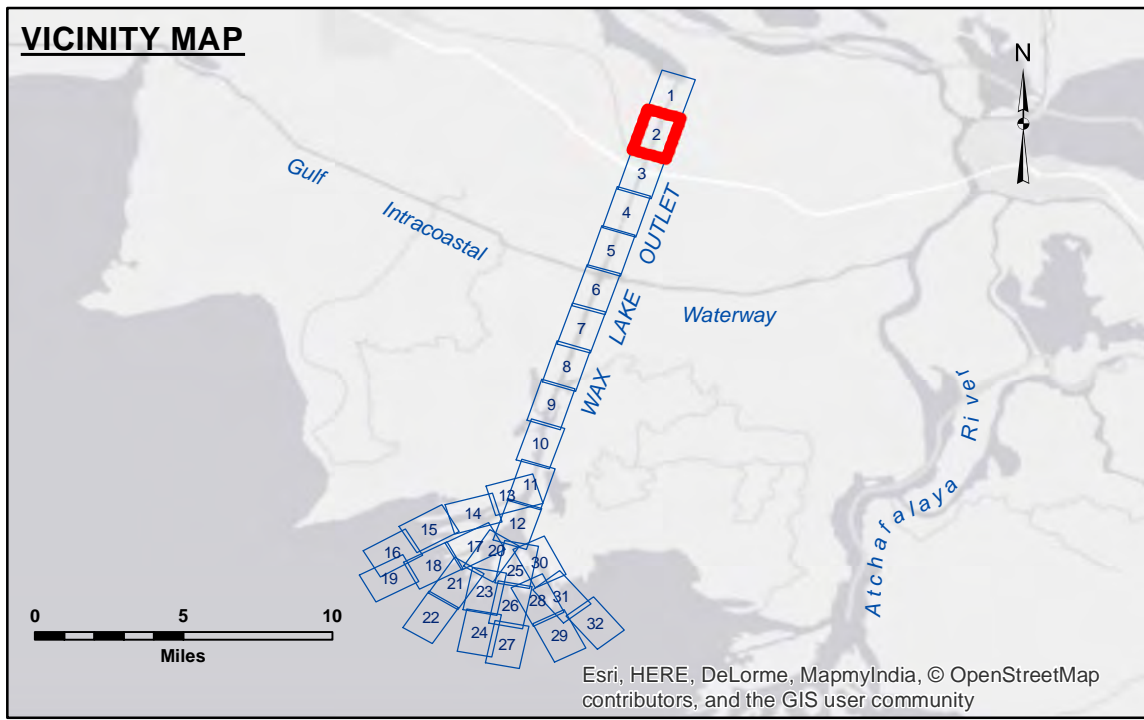 VICINITY MAP
N
1
2
3
4
5
6
7
8
9
10
11
12
13
14
15
16
17
18
19
20
21
22
23
24
25
26
27
28
29
30
31
32
Gulf
Intracoastal
Waterway
WAX LAKE OUTLET
Atchafalaya River
0 5 10
Miles
Esri, HERE, DeLorme, MapmyIndia, © OpenStreetMap
contributors, and the GIS user community